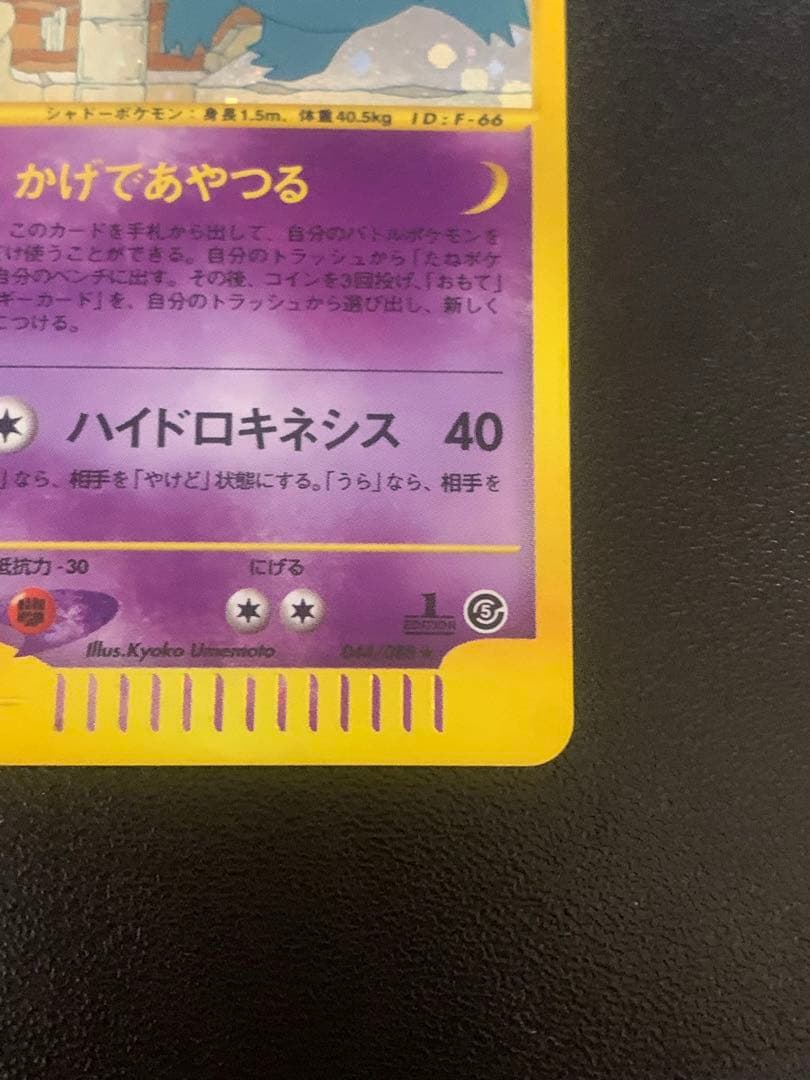 シャドーポケモン：身長1.5m、体重40.5kg ID:F-66
かげであやつる
このカードを手札から出して、自分のバトルポケモンを
け使うことができる。自分のトラッシュから「たねポケ
自分のベンチに出す。その後、コインを3回投げ、「おもて」
ギーカード」を、自分のトラッシュから選び出し、新しく
につける。
ハイドロキネシス 40
」なら、相手を「やけど」状態にする。「うら」なら、相手を
抵抗力 -30 にげる
1 EDITION 5
Illus.Kyoko Umemoto 044/088 ★